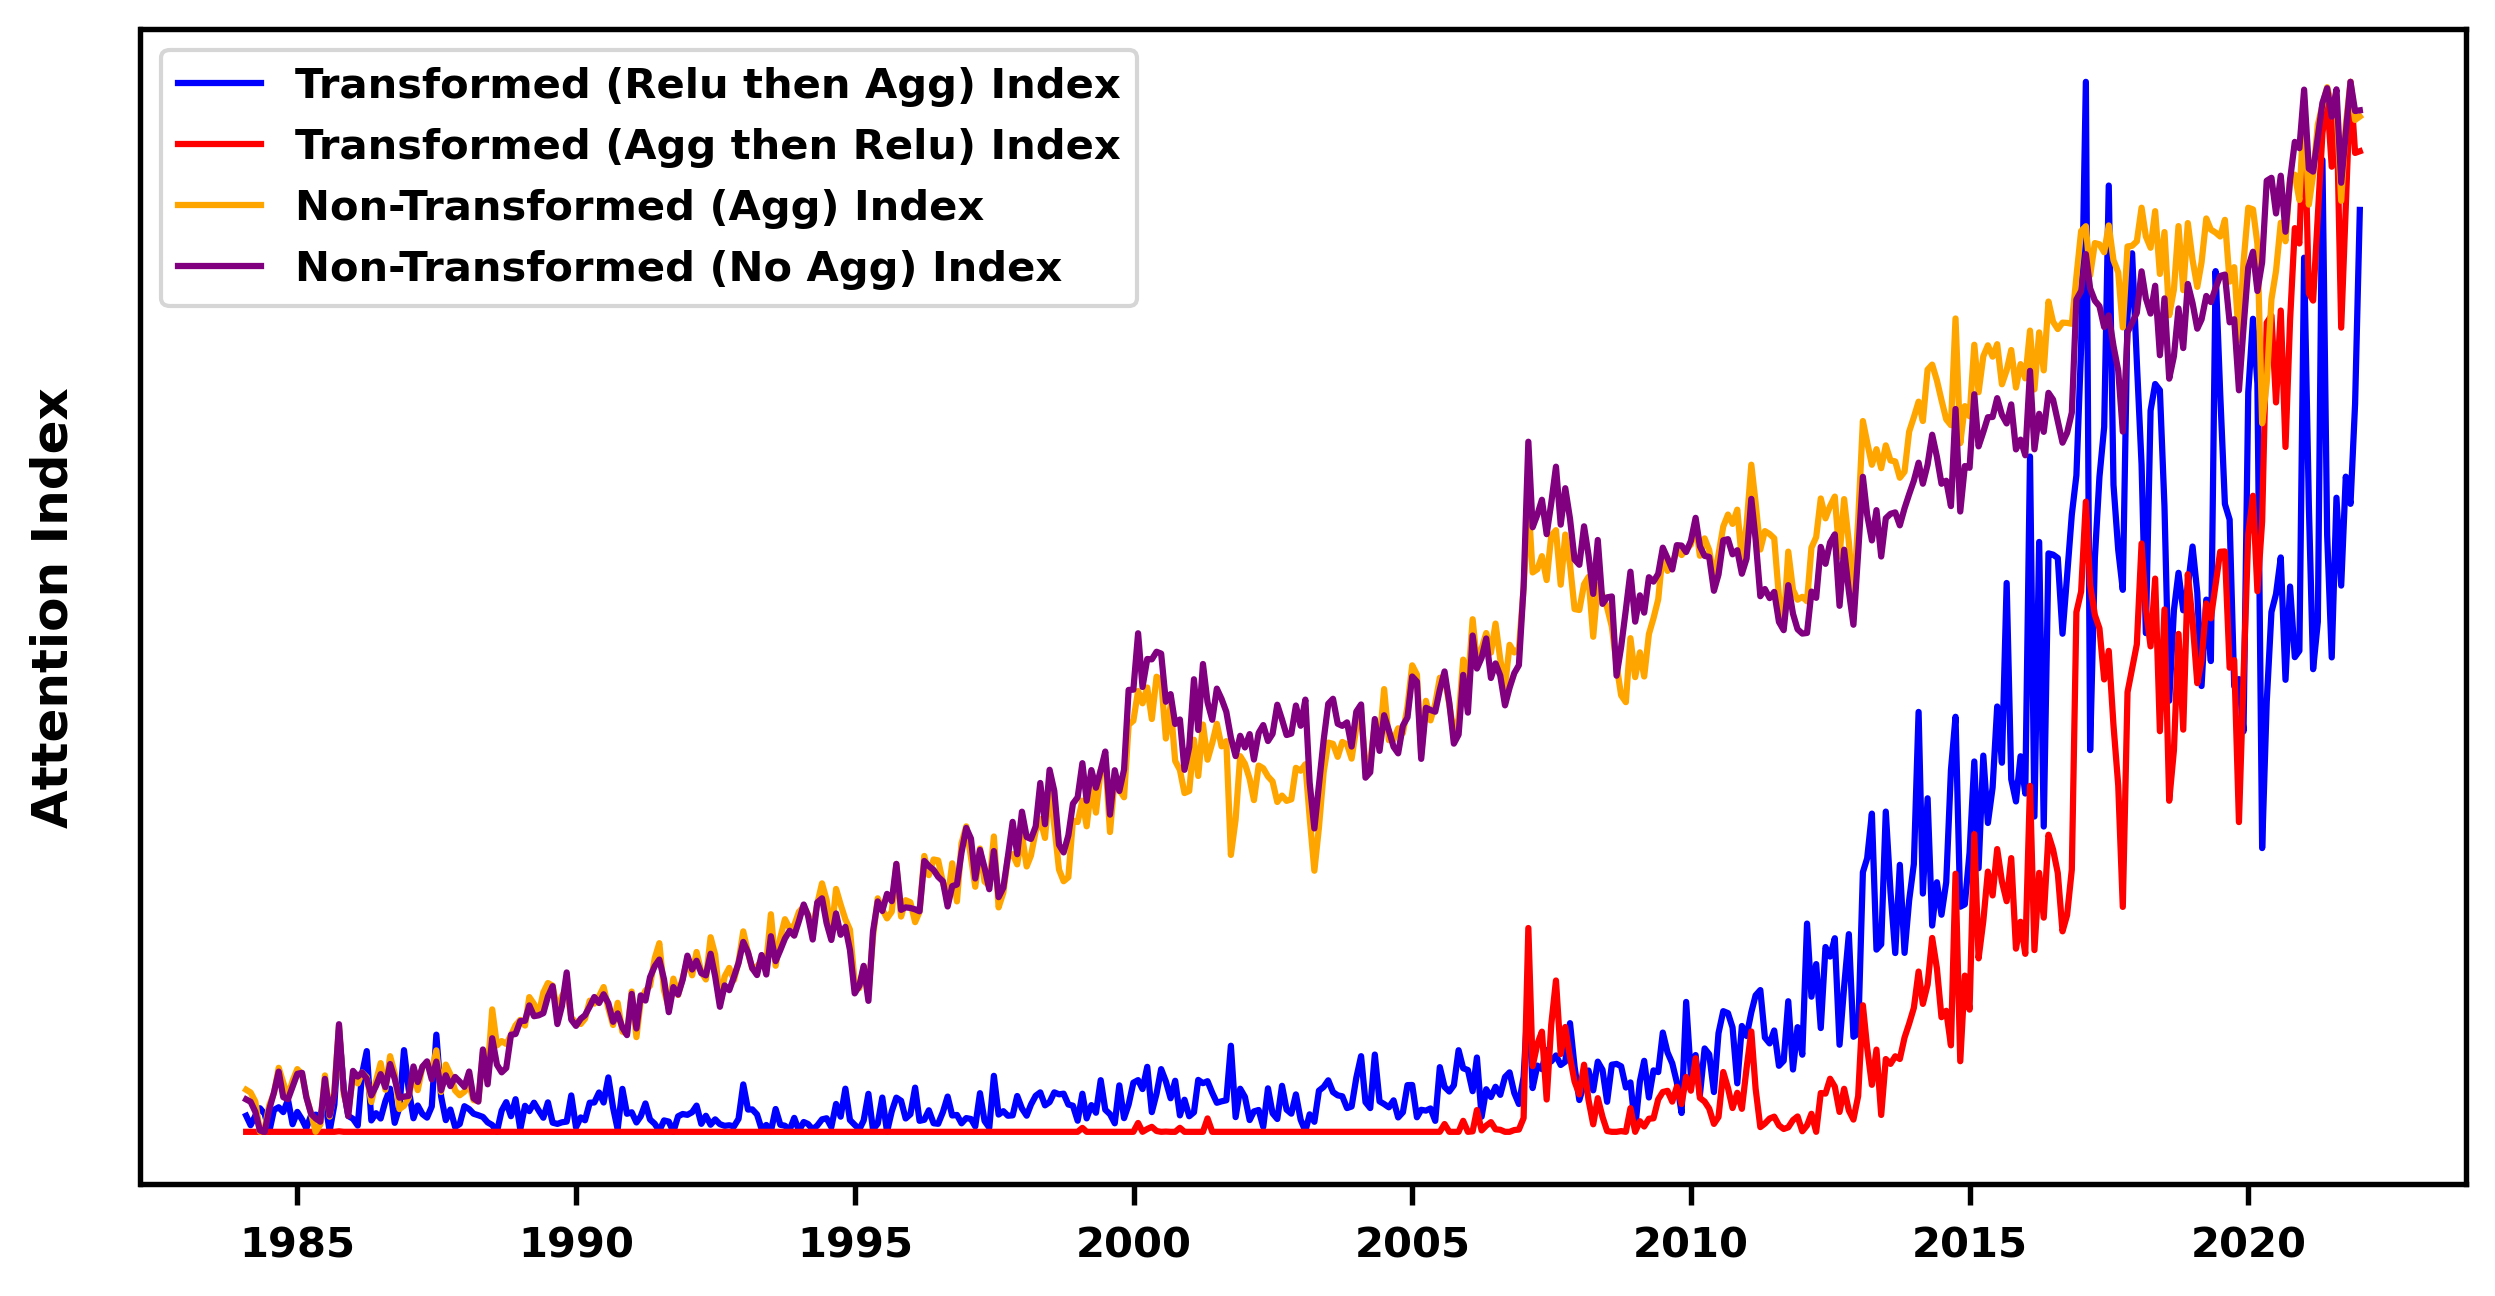 Transformed (Relu then Agg) Index
Transformed (Agg then Relu) Index
Non-Transformed (Agg) Index
Non-Transformed (No Agg) Index
Attention Index
1985 1990 1995 2000 2005 2010 2015 2020